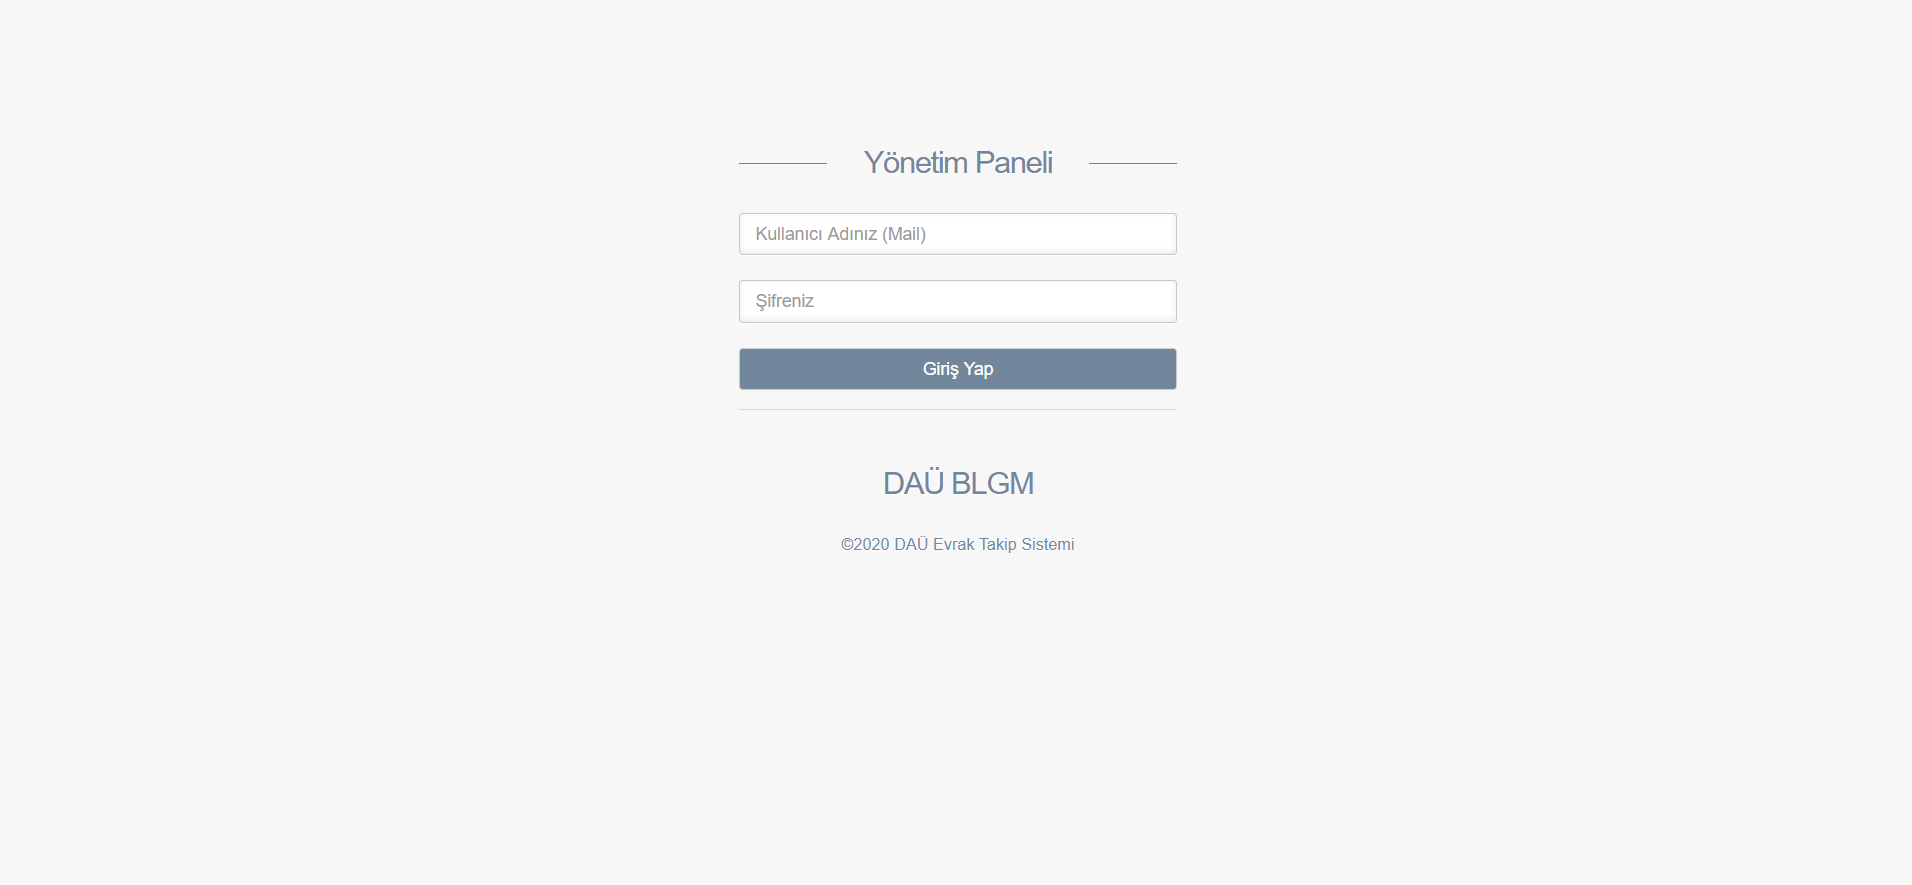 Yönetim Paneli
Kullanıcı Adınız (Mail)
Şifreniz
Giriş Yap
DAÜ BLGM
©2020 DAÜ Evrak Takip Sistemi